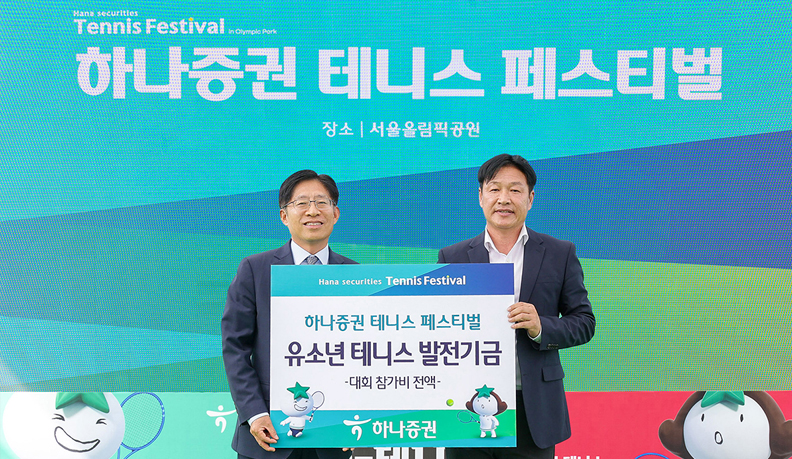 Hana securities
Tennis Festival in Olympic Park
하나증권 테니스 페스티벌
장소 | 서울올림픽공원
Hana securities Tennis Festival
하나증권 테니스 페스티벌
유소년 테니스 발전기금
-대회 참가비 전액-
하나증권